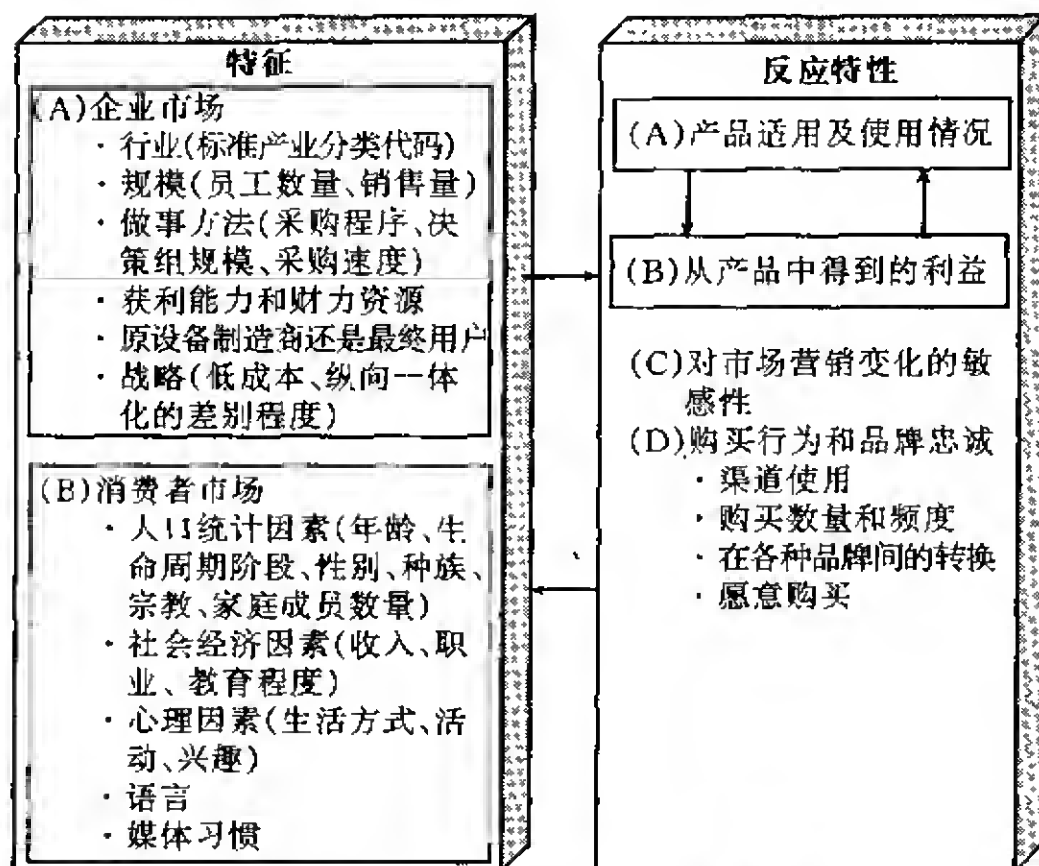 特征
(A)企业市场
·行业(标准产业分类代码)
·规模(员工数量、销售量)
·做事方法(采购程序、决
策组规模、采购速度)
·获利能力和财力资源
·原设备制造商还是最终用户
·战略(低成本、纵向一体
化的差别程度)
(B)消费者市场
·人口统计因素(年龄、生
命周期阶段、性别、种族、
宗教、家庭成员数量)
·社会经济因素(收入、职
业、教育程度)
·心理因素(生活方式、活
动、兴趣)
·语言
·媒体习惯
反应特性
(A)产品适用及使用情况
(B)从产品中得到的利益
(C)对市场营销变化的敏
感性
(D)购买行为和品牌忠诚
·渠道使用
·购买数量和频度
·在各种品牌间的转换
·愿意购买